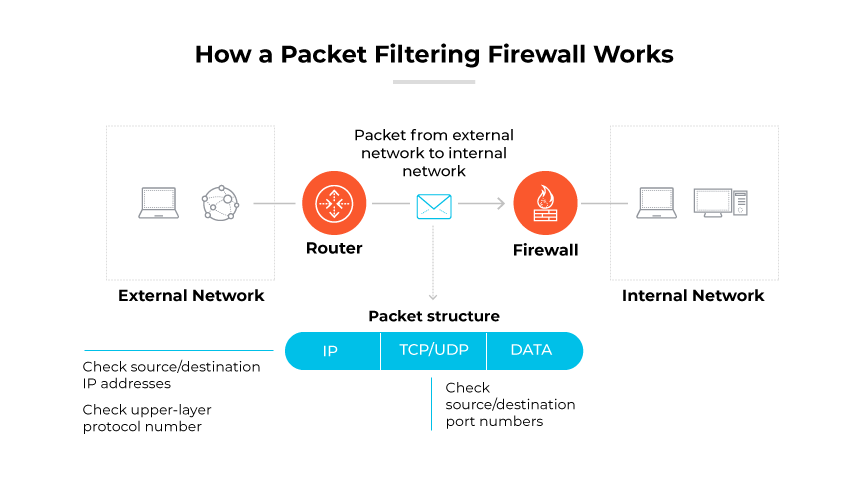 How a Packet Filtering Firewall Works
Packet from external
network to internal
network
Router
Firewall
External Network
Internal Network
Packet structure
IP
TCP/UDP
DATA
Check source/destination
IP addresses
Check upper-layer
protocol number
Check
source/destination
port numbers